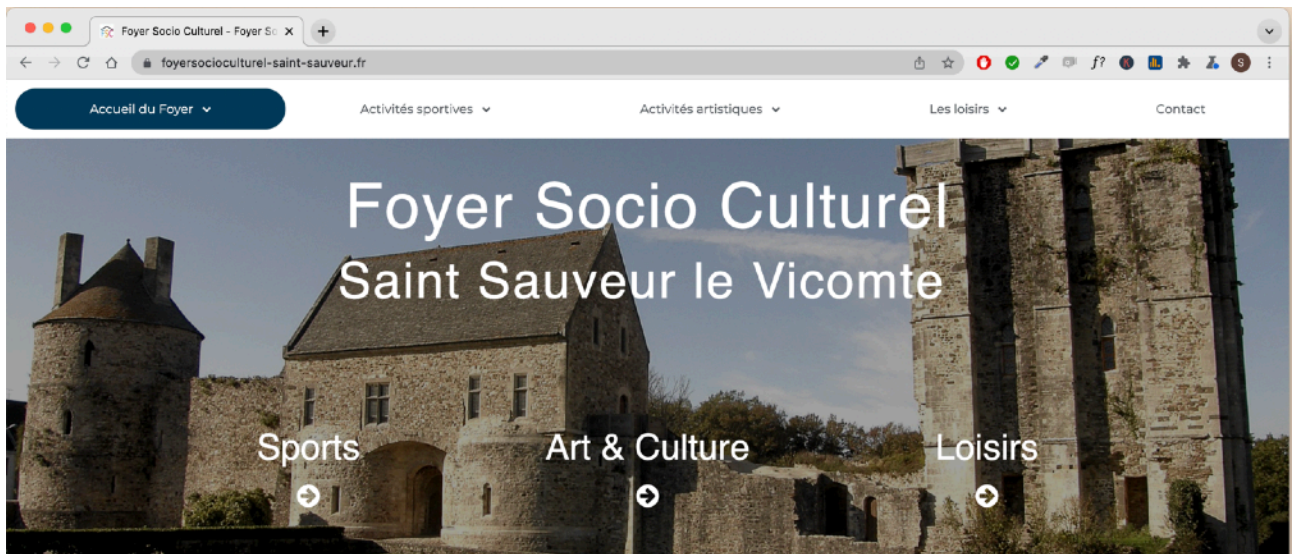 Foyer Socio Culturel - Foyer So
foyersocioculturel-saint-sauveur.fr
f?
S
Accueil du Foyer
Activités sportives
Activités artistiques
Les loisirs
Contact
Foyer Socio Culturel
Saint Sauveur le Vicomte
Sports
Art & Culture
Loisirs